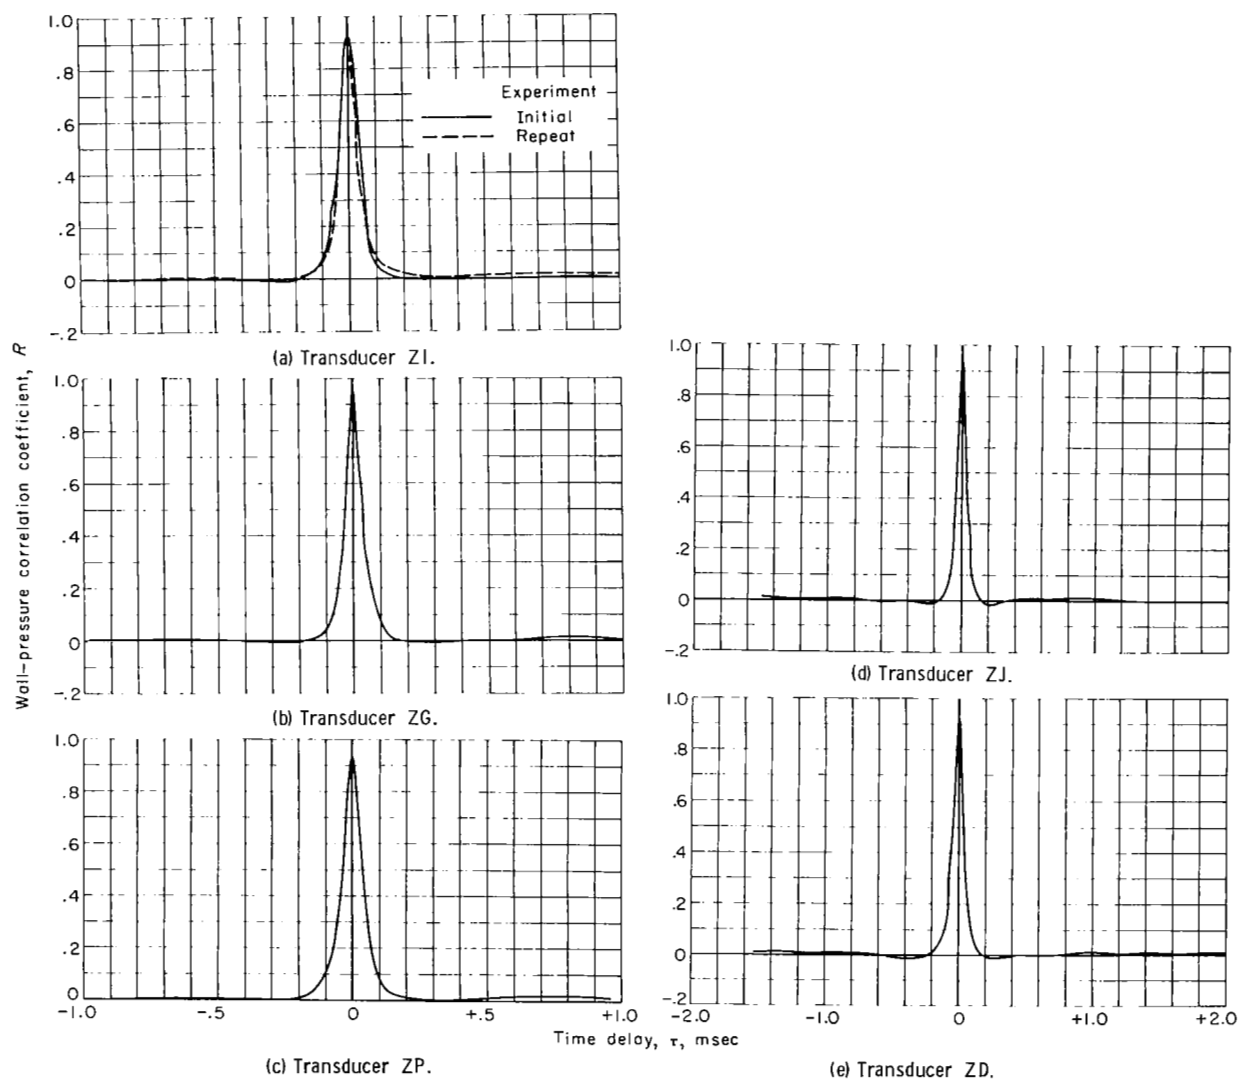 Wall-pressure correlation coefficient, R
1.0
.8
.6
.4
.2
0
-.2
Experiment
Initial
Repeat
(a) Transducer ZI.
1.0
.8
.6
.4
.2
0
-.2
(b) Transducer ZG.
1.0
.8
.6
.4
.2
0
-1.0 -.5 0 +.5 +1.0
(c) Transducer ZP.
1.0
.8
.6
.4
.2
0
-.2
(d) Transducer ZJ.
1.0
.8
.6
.4
.2
0
-.2
-2.0 -1.0 0 +1.0 +2.0
Time delay, τ, msec
(e) Transducer ZD.